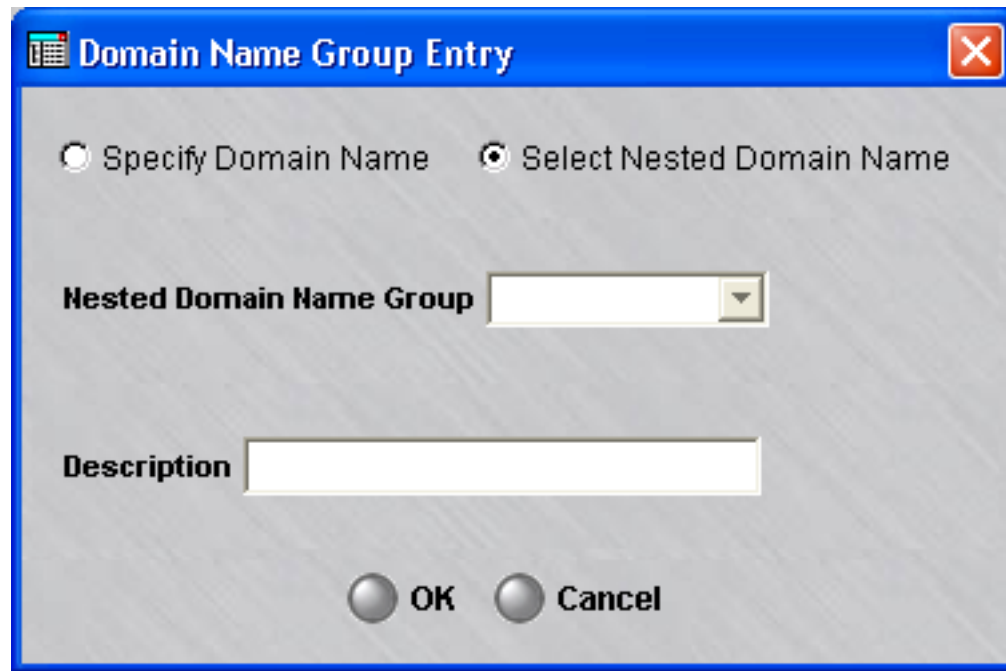 Domain Name Group Entry
Specify Domain Name Select Nested Domain Name
Nested Domain Name Group
Description
OK Cancel